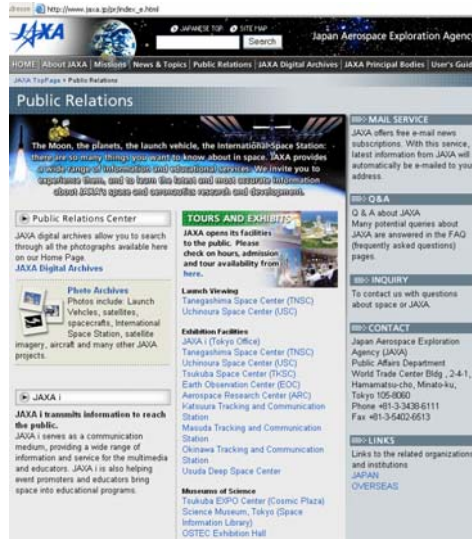 http://www.jaxa.jp/pr/index_e.html
JAXA
JAPANESE TOP
SITE MAP
Search
Japan Aerospace Exploration Agency
HOME | About JAXA | Missions | News & Topics | Public Relations | JAXA Digital Archives | JAXA Principal Bodies | User's Guid
JAXA TopPage > Public Relations
Public Relations
The Moon, the planets, the launch vehicle, the International Space Station:
there are so many things you want to know about in space. JAXA provides
a wide range of information and educational services. We invite you to
experience them, and to learn the latest and most accurate information
about JAXA's space and aeronautics research and development.
Public Relations Center
JAXA digital archives allow you to search
through all the photographs available here
on our Home Page.
JAXA Digital Archives
Photo Archives
Photos include: Launch
Vehicles, satellites,
spacecrafts, International
Space Station, satellite
imagery, aircraft and many other JAXA
projects.
JAXA i
JAXA i transmits information to reach
the public.
JAXA i serves as a communication
medium, providing a wide range of
information and service for the multimedia
and educators. JAXA i is also helping
event promoters and educators bring
space into educational programs.
TOURS AND EXHIBITS
JAXA opens its facilities
to the public. Please
check on hours, admission
and tour availability from
here.
Launch Viewing
Tanegashima Space Center (TNSC)
Uchinoura Space Center (USC)
Exhibition Facilities
JAXA i (Tokyo Office)
Tanegashima Space Center (TNSC)
Uchinoura Space Center (USC)
Tsukuba Space Center (TKSC)
Earth Observation Center (EOC)
Aerospace Research Center (ARC)
Katsuura Tracking and Communication
Station
Masuda Tracking and Communication
Station
Okinawa Tracking and Communication
Station
Usuda Deep Space Center
Museums of Science
Tsukuba EXPO Center (Cosmic Plaza)
Science Museum, Tokyo (Space
Information Library)
OSTEC Exhibition Hall
MAIL SERVICE
JAXA offers free e-mail news
subscriptions. With this service,
latest information from JAXA will
automatically be e-mailed to you
address.
Q&A
Q & A about JAXA
Many potential queries about
JAXA are answered in the FAQ
(frequently asked questions)
pages.
INQUIRY
To contact us with questions
about space or JAXA.
CONTACT
Japan Aerospace Exploration
Agency (JAXA)
Public Affairs Department
World Trade Center Bldg., 2-4-1,
Hamamatsu-cho, Minato-ku,
Tokyo 105-8060
Phone +81-3-3438-6111
Fax +81-3-5402-6513
LINKS
Links to the related organizations
and institutions
JAPAN
OVERSEAS